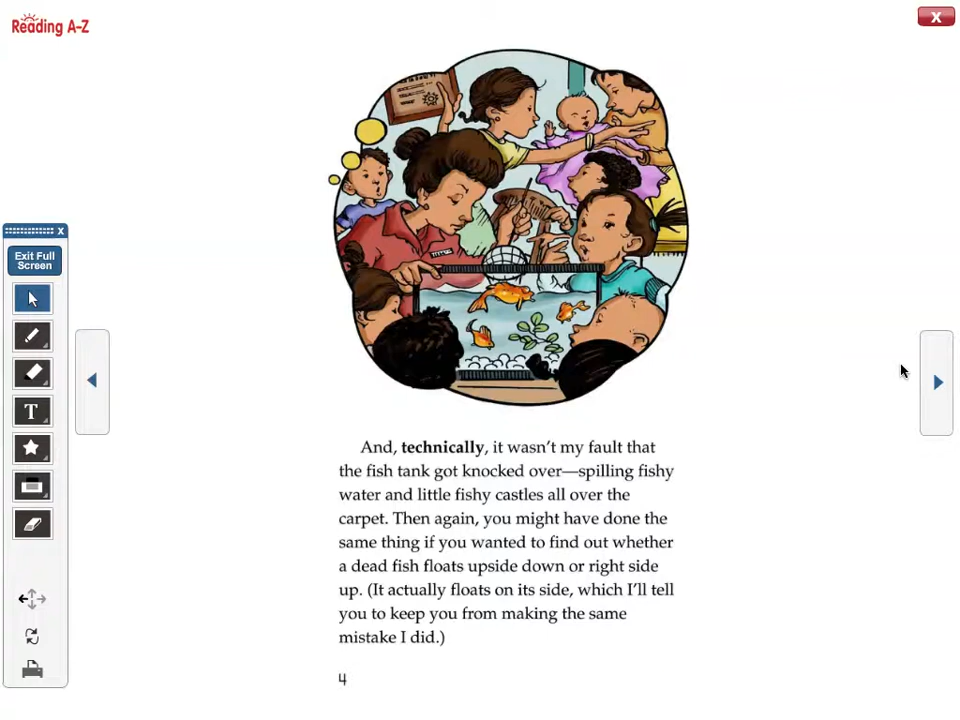 Reading A-Z
X
x
Exit Full
Screen
T
And, technically, it wasn't my fault that
the fish tank got knocked over—spilling fishy
water and little fishy castles all over the
carpet. Then again, you might have done the
same thing if you wanted to find out whether
a dead fish floats upside down or right side
up. (It actually floats on its side, which I'll tell
you to keep you from making the same
mistake I did.)
4